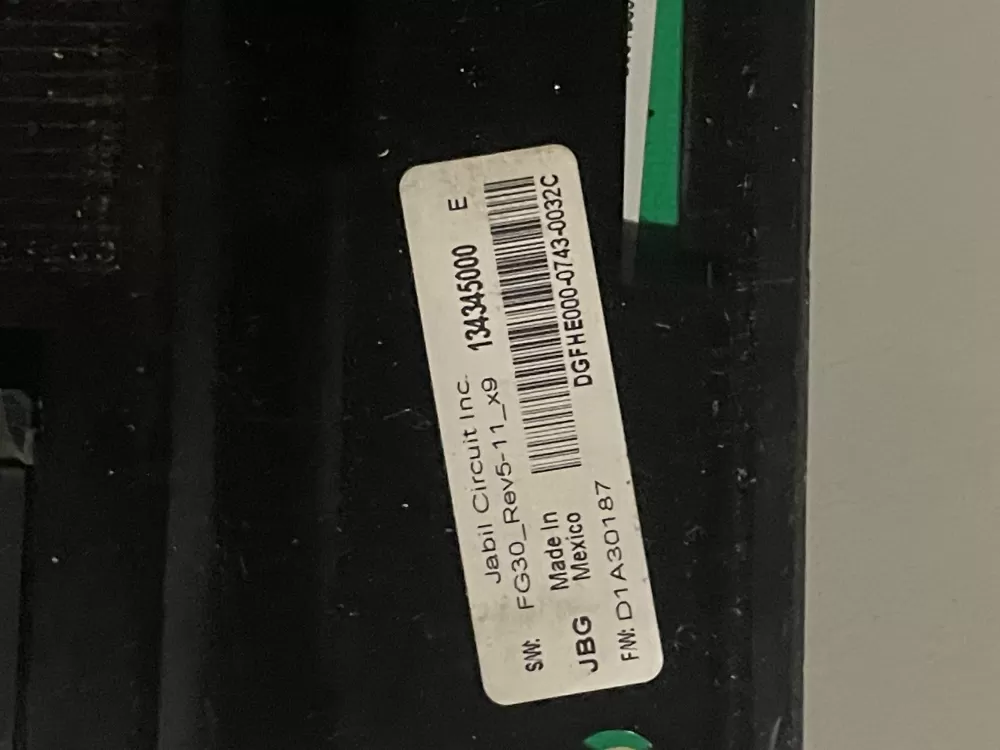 Jabil Circuit Inc. 134345000 E
S/W: FG30_Rev5-11_x9
Made In
Mexico
JBG
DGFHE000-0743-0032C
F/W: D1A30187